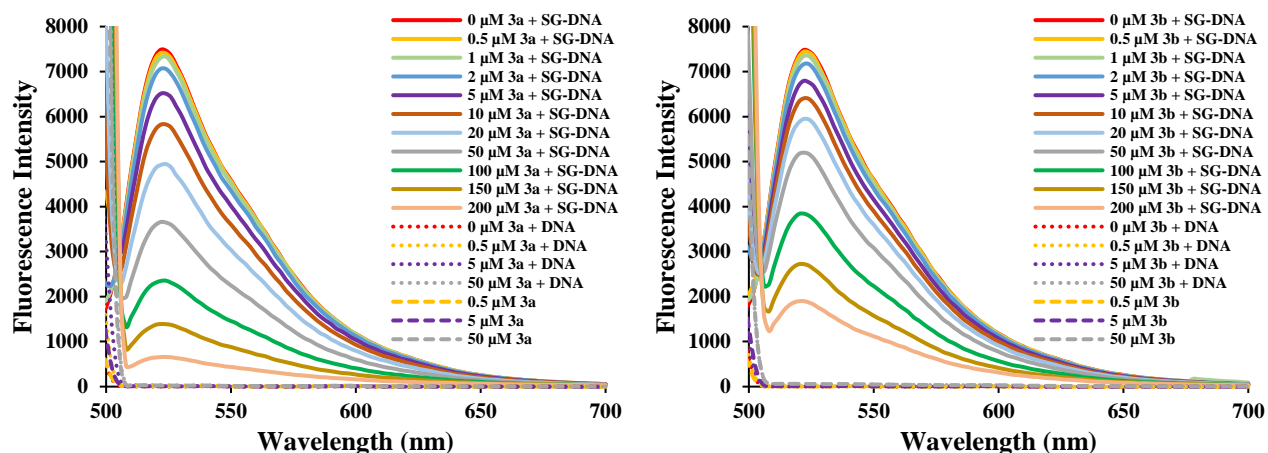 Fluorescence Intensity
8000
7000
6000
5000
4000
3000
2000
1000
0
500
550
600
650
700
Wavelength (nm)
0 µM 3a + SG-DNA
0.5 µM 3a + SG-DNA
1 µM 3a + SG-DNA
2 µM 3a + SG-DNA
5 µM 3a + SG-DNA
10 µM 3a + SG-DNA
20 µM 3a + SG-DNA
50 µM 3a + SG-DNA
100 µM 3a + SG-DNA
150 µM 3a + SG-DNA
200 µM 3a + SG-DNA
0 µM 3a + DNA
0.5 µM 3a + DNA
5 µM 3a + DNA
50 µM 3a + DNA
0.5 µM 3a
5 µM 3a
50 µM 3a
Fluorescence Intensity
8000
7000
6000
5000
4000
3000
2000
1000
0
500
550
600
650
700
Wavelength (nm)
0 µM 3b + SG-DNA
0.5 µM 3b + SG-DNA
1 µM 3b + SG-DNA
2 µM 3b + SG-DNA
5 µM 3b + SG-DNA
10 µM 3b + SG-DNA
20 µM 3b + SG-DNA
50 µM 3b + SG-DNA
100 µM 3b + SG-DNA
150 µM 3b + SG-DNA
200 µM 3b + SG-DNA
0 µM 3b + DNA
0.5 µM 3b + DNA
5 µM 3b + DNA
50 µM 3b + DNA
0.5 µM 3b
5 µM 3b
50 µM 3b